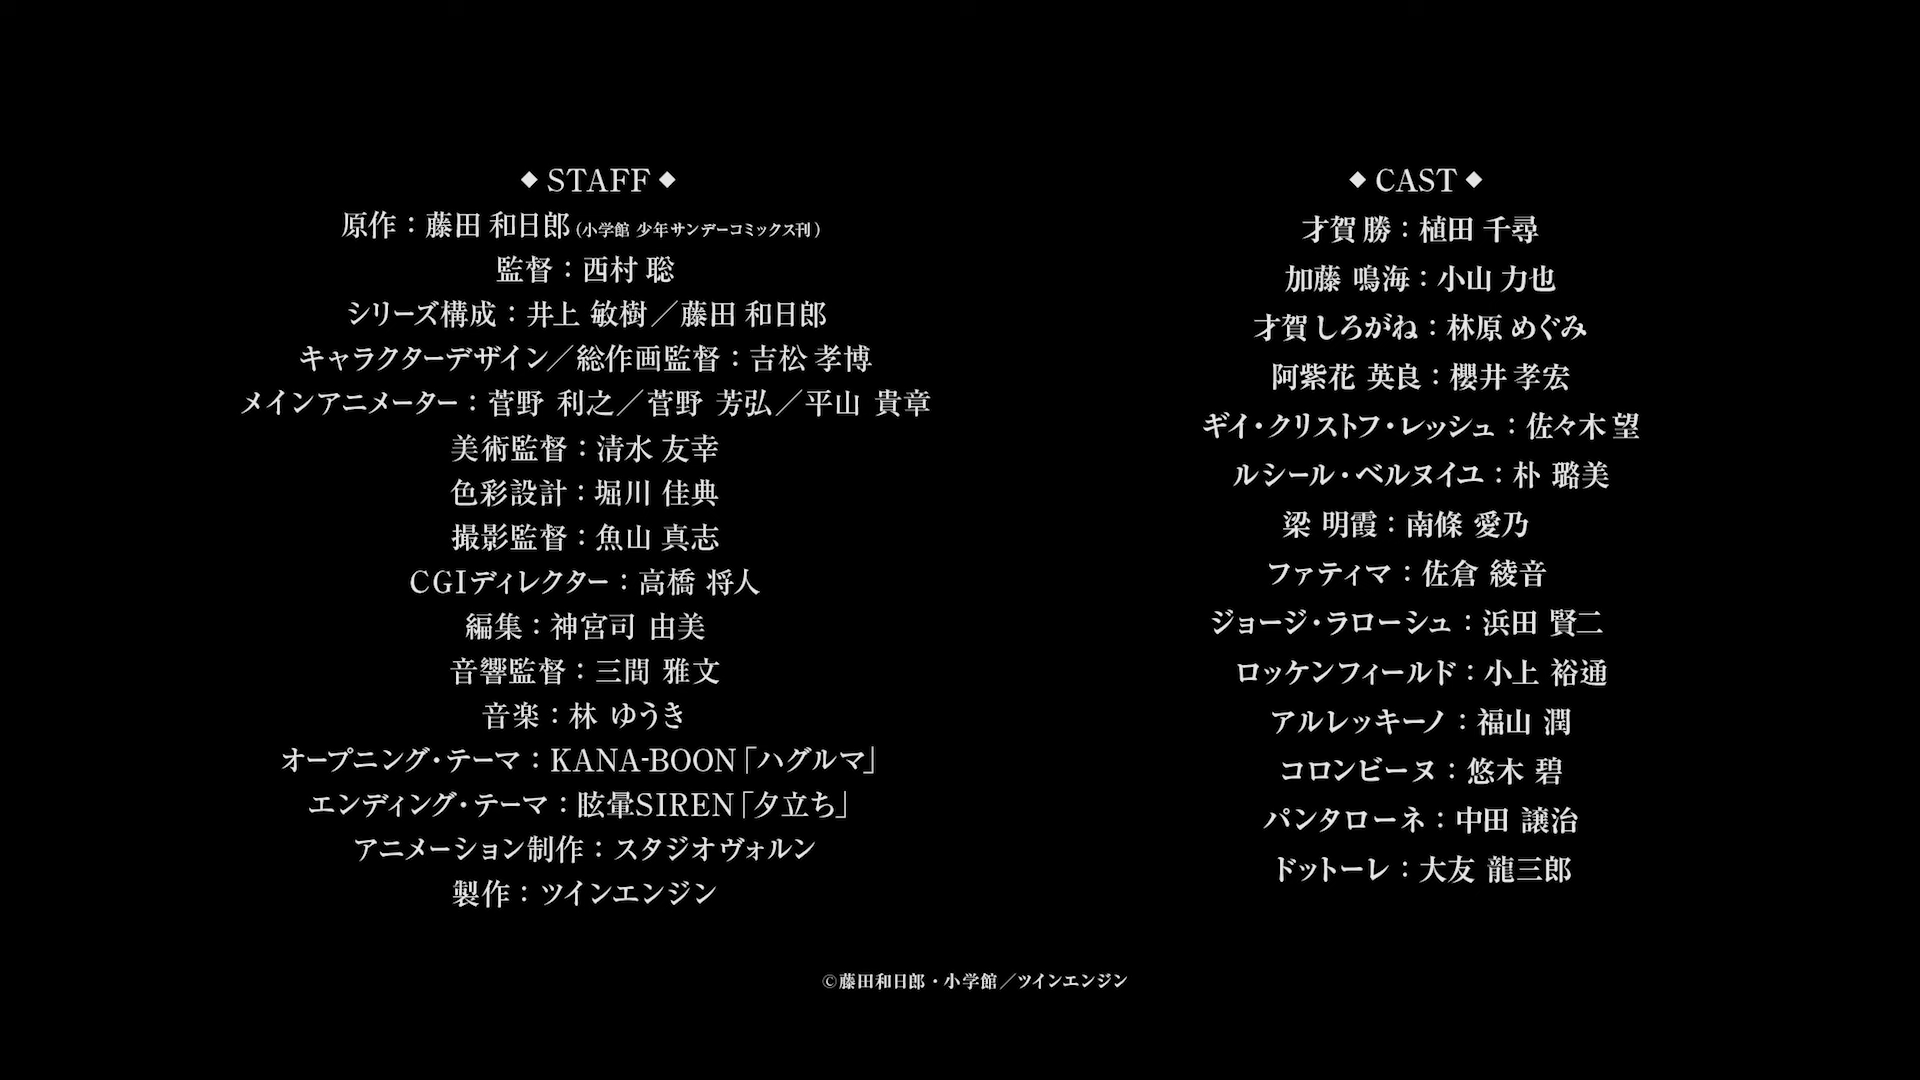 ◆ STAFF ◆
原作：藤田 和日郎（小学館 少年サンデーコミックス刊）
監督：西村 聡
シリーズ構成：井上 敏樹／藤田 和日郎
キャラクターデザイン／総作画監督：吉松 孝博
メインアニメーター：菅野 利之／菅野 芳弘／平山 貴章
美術監督：清水 友幸
色彩設計：堀川 佳典
撮影監督：魚山 真志
CGIディレクター：高橋 将人
編集：神宮司 由美
音響監督：三間 雅文
音楽：林 ゆうき
オープニング・テーマ：KANA-BOON「ハグルマ」
エンディング・テーマ：眩暈SIREN「夕立ち」
アニメーション制作：スタジオヴォルン
製作：ツインエンジン
◆ CAST ◆
才賀 勝：植田 千尋
加藤 鳴海：小山 力也
才賀 しろがね：林原 めぐみ
阿紫花 英良：櫻井 孝宏
ギイ・クリストフ・レッシュ：佐々木 望
ルシール・ベルヌイユ：朴 璐美
梁 明霞：南條 愛乃
ファティマ：佐倉 綾音
ジョージ・ラローシュ：浜田 賢二
ロッケンフィールド：小上 裕通
アルレッキーノ：福山 潤
コロンビーヌ：悠木 碧
パンタローネ：中田 譲治
ドットーレ：大友 龍三郎
©藤田和日郎・小学館／ツインエンジン